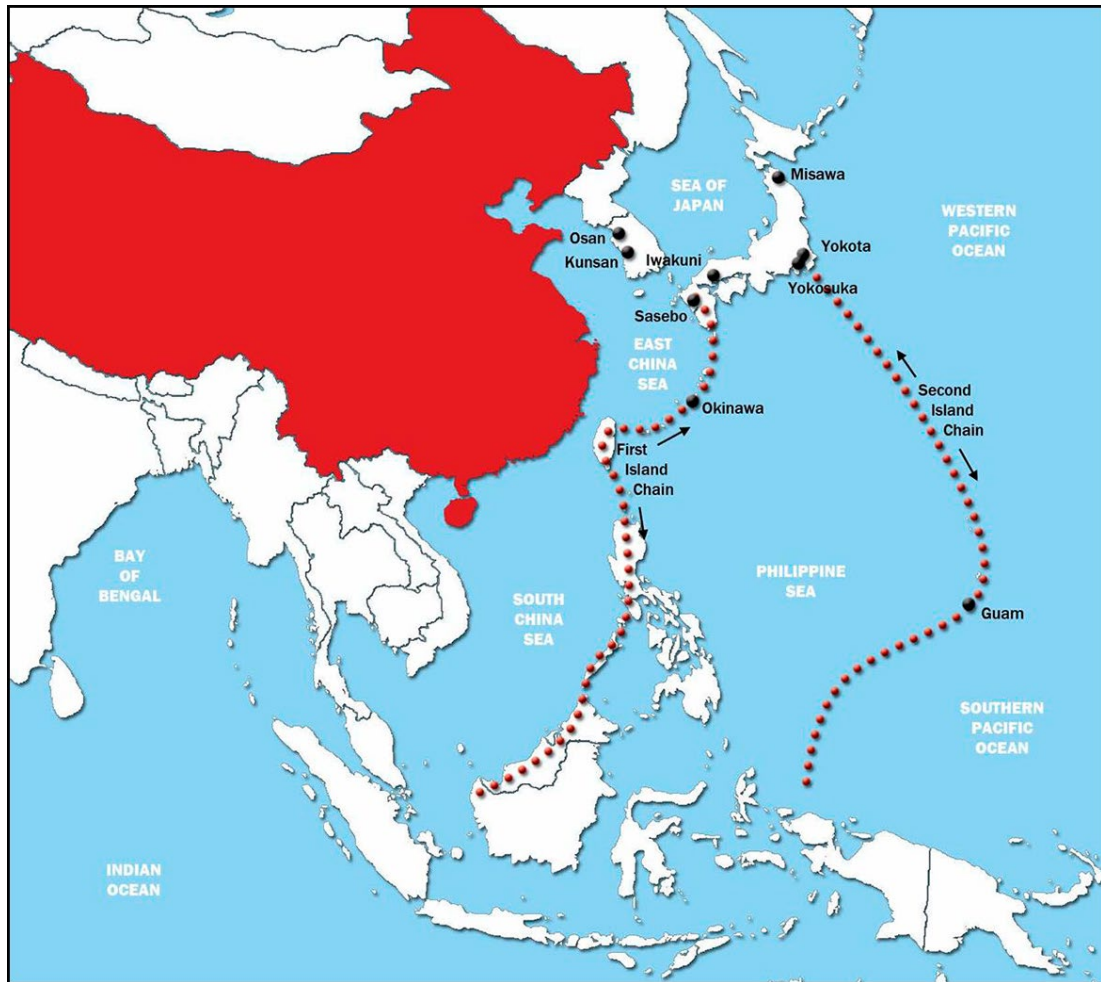 Misawa
SEA OF
JAPAN
WESTERN
PACIFIC
OCEAN
Osan
Kunsan
Iwakuni
Yokota
Yokosuka
Sasebo
EAST
CHINA
SEA
Okinawa
Second
Island
Chain
First
Island
Chain
BAY
OF
BENGAL
PHILIPPINE
SEA
SOUTH
CHINA
SEA
Guam
SOUTHERN
PACIFIC
OCEAN
INDIAN
OCEAN